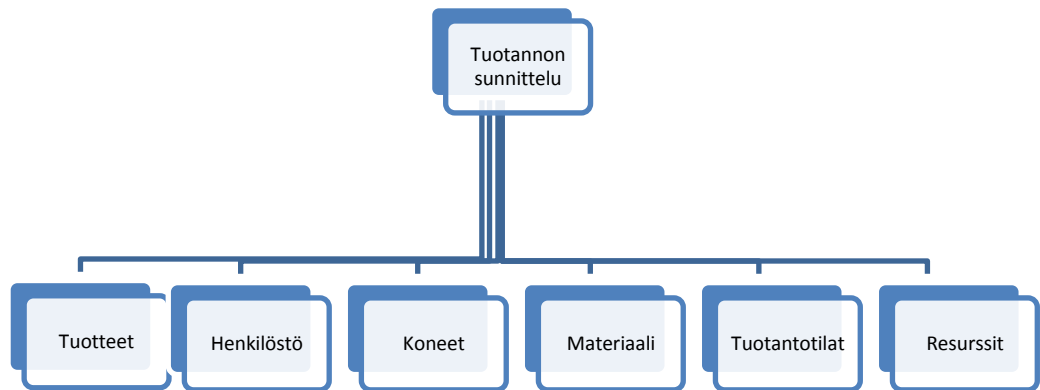 Tuotannon
sunnittelu
Tuotteet
Henkilöstö
Koneet
Materiaali
Tuotantotilat
Resurssit